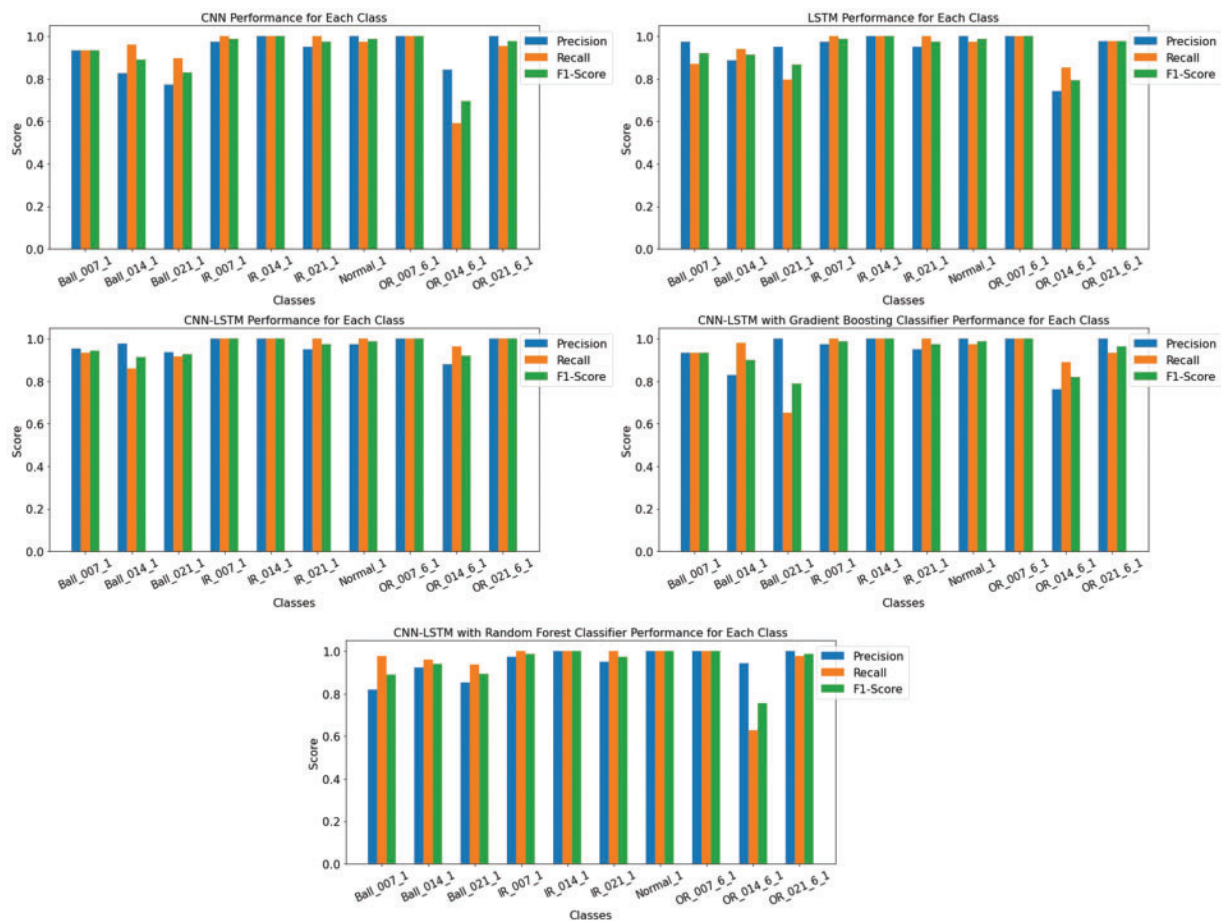 CNN Performance for Each Class
1.0
0.8
0.6
0.4
0.2
0.0
Score
Precision
Recall
F1-Score
Ball_007_1
Ball_014_1
Ball_021_1
IR_007_1
IR_014_1
IR_021_1
Normal_1
OR_007_6_1
OR_014_6_1
OR_021_6_1
Classes
LSTM Performance for Each Class
1.0
0.8
0.6
0.4
0.2
0.0
Score
Precision
Recall
F1-Score
Ball_007_1
Ball_014_1
Ball_021_1
IR_007_1
IR_014_1
IR_021_1
Normal_1
OR_007_6_1
OR_014_6_1
OR_021_6_1
Classes
CNN-LSTM Performance for Each Class
1.0
0.8
0.6
0.4
0.2
0.0
Score
Precision
Recall
F1-Score
Ball_007_1
Ball_014_1
Ball_021_1
IR_007_1
IR_014_1
IR_021_1
Normal_1
OR_007_6_1
OR_014_6_1
OR_021_6_1
Classes
CNN-LSTM with Gradient Boosting Classifier Performance for Each Class
1.0
0.8
0.6
0.4
0.2
0.0
Score
Precision
Recall
F1-Score
Ball_007_1
Ball_014_1
Ball_021_1
IR_007_1
IR_014_1
IR_021_1
Normal_1
OR_007_6_1
OR_014_6_1
OR_021_6_1
Classes
CNN-LSTM with Random Forest Classifier Performance for Each Class
1.0
0.8
0.6
0.4
0.2
0.0
Score
Precision
Recall
F1-Score
Ball_007_1
Ball_014_1
Ball_021_1
IR_007_1
IR_014_1
IR_021_1
Normal_1
OR_007_6_1
OR_014_6_1
OR_021_6_1
Classes